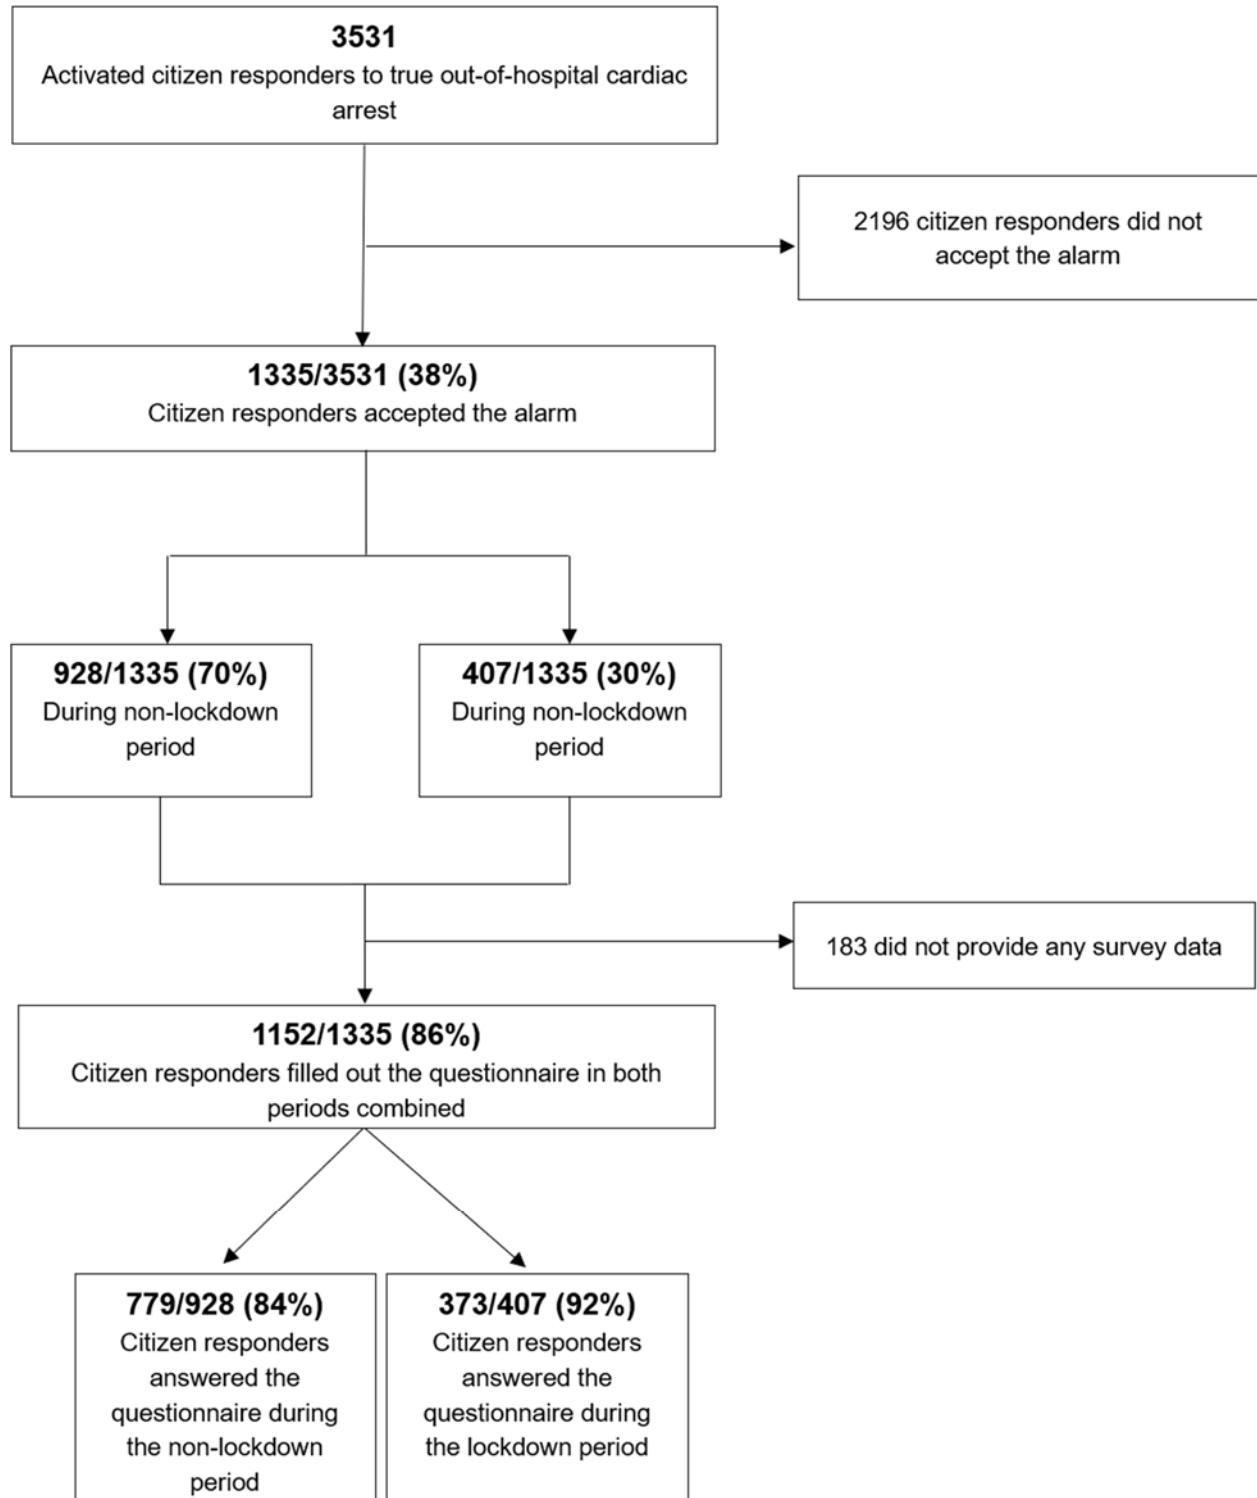 3531
Activated citizen responders to true out-of-hospital cardiac
arrest
2196 citizen responders did not
accept the alarm
1335/3531 (38%)
Citizen responders accepted the alarm
928/1335 (70%)
During non-lockdown
period
407/1335 (30%)
During non-lockdown
period
183 did not provide any survey data
1152/1335 (86%)
Citizen responders filled out the questionnaire in both
periods combined
779/928 (84%)
Citizen responders
answered the
questionnaire during
the non-lockdown
period
373/407 (92%)
Citizen responders
answered the
questionnaire during
the lockdown period